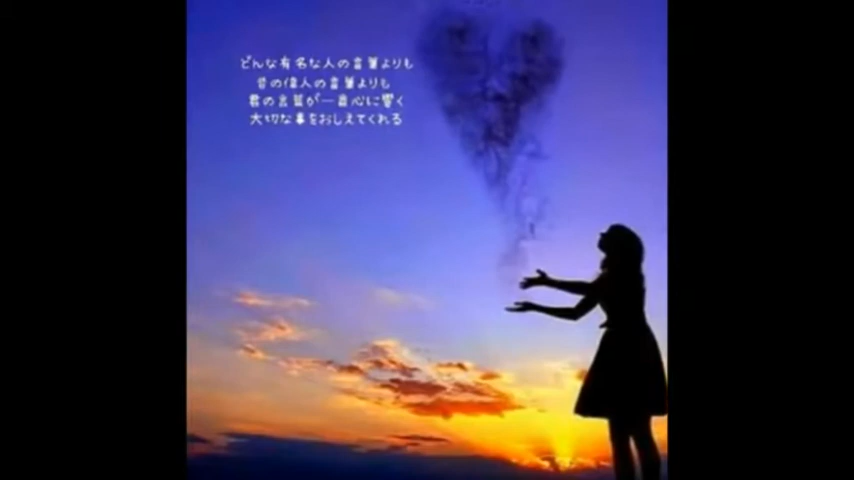 どんな有名な人の言葉よりも
昔の偉人の言葉よりも
君の言葉が一番心に響く
大切な事をおしえてくれる